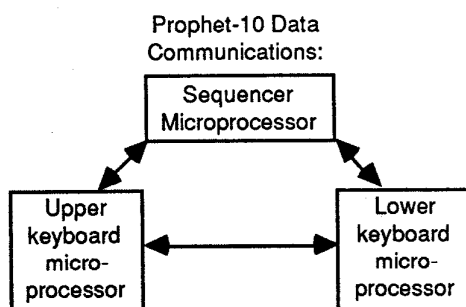 Prophet-10 Data
Communications:
Sequencer
Microprocessor
Upper
keyboard
micro-
processor
Lower
keyboard
micro-
processor